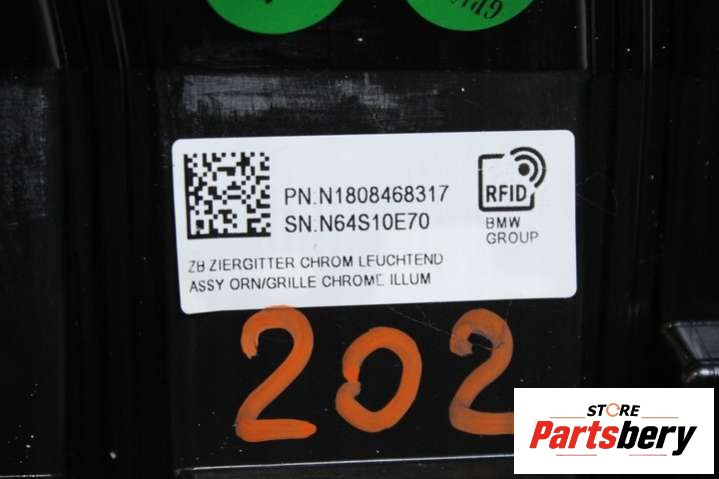 PN:N1808468317
SN:N64S10E70
RFID
BMW
GROUP
ZB ZIERGITTER CHROM LEUCHTEND
ASSY ORN/GRILLE CHROME ILLUM
202
STORE
Partsbery